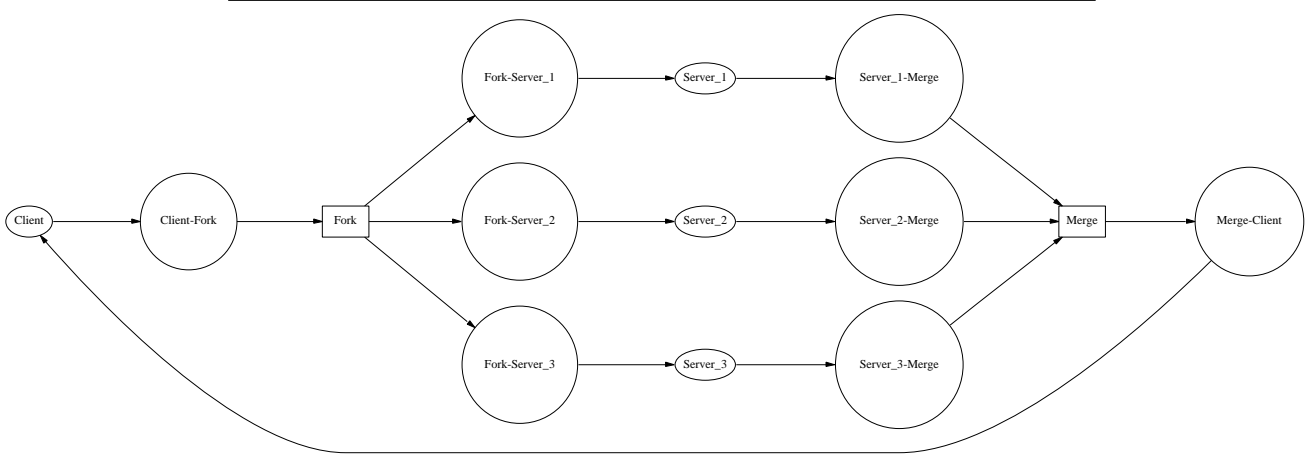 Fork-Server_1
Server_1
Server_1-Merge
Client
Client-Fork
Fork
Fork-Server_2
Server_2
Server_2-Merge
Merge
Merge-Client
Fork-Server_3
Server_3
Server_3-Merge